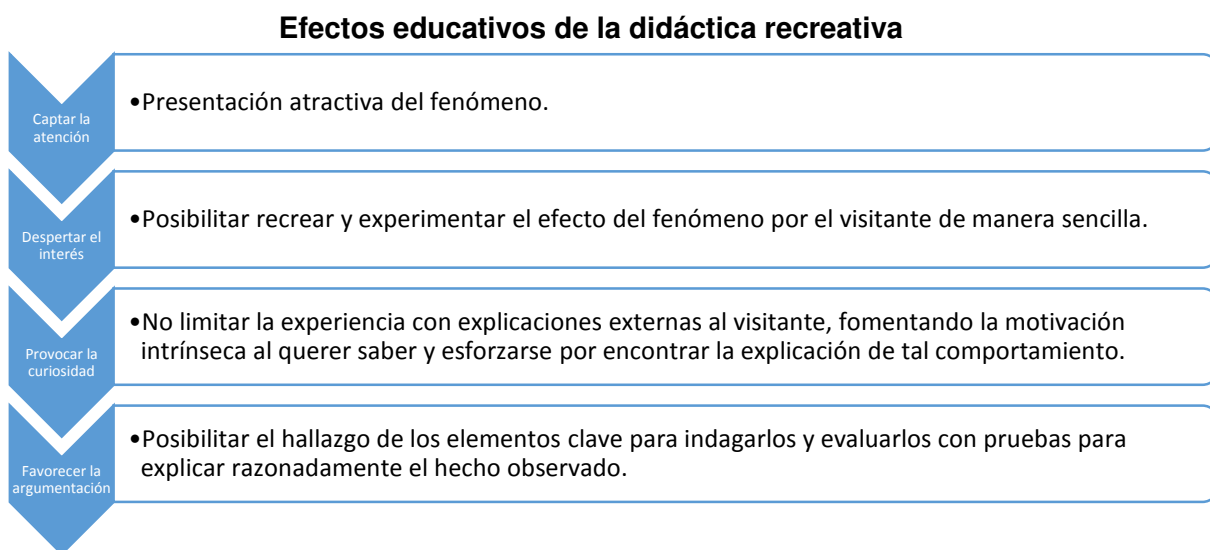 Efectos educativos de la didáctica recreativa
Captar la
atención
•Presentación atractiva del fenómeno.
Despertar el
interés
•Posibilitar recrear y experimentar el efecto del fenómeno por el visitante de manera sencilla.
Provocar la
curiosidad
•No limitar la experiencia con explicaciones externas al visitante, fomentando la motivación
intrínseca al querer saber y esforzarse por encontrar la explicación de tal comportamiento.
Favorecer la
argumentación
•Posibilitar el hallazgo de los elementos clave para indagarlos y evaluarlos con pruebas para
explicar razonadamente el hecho observado.